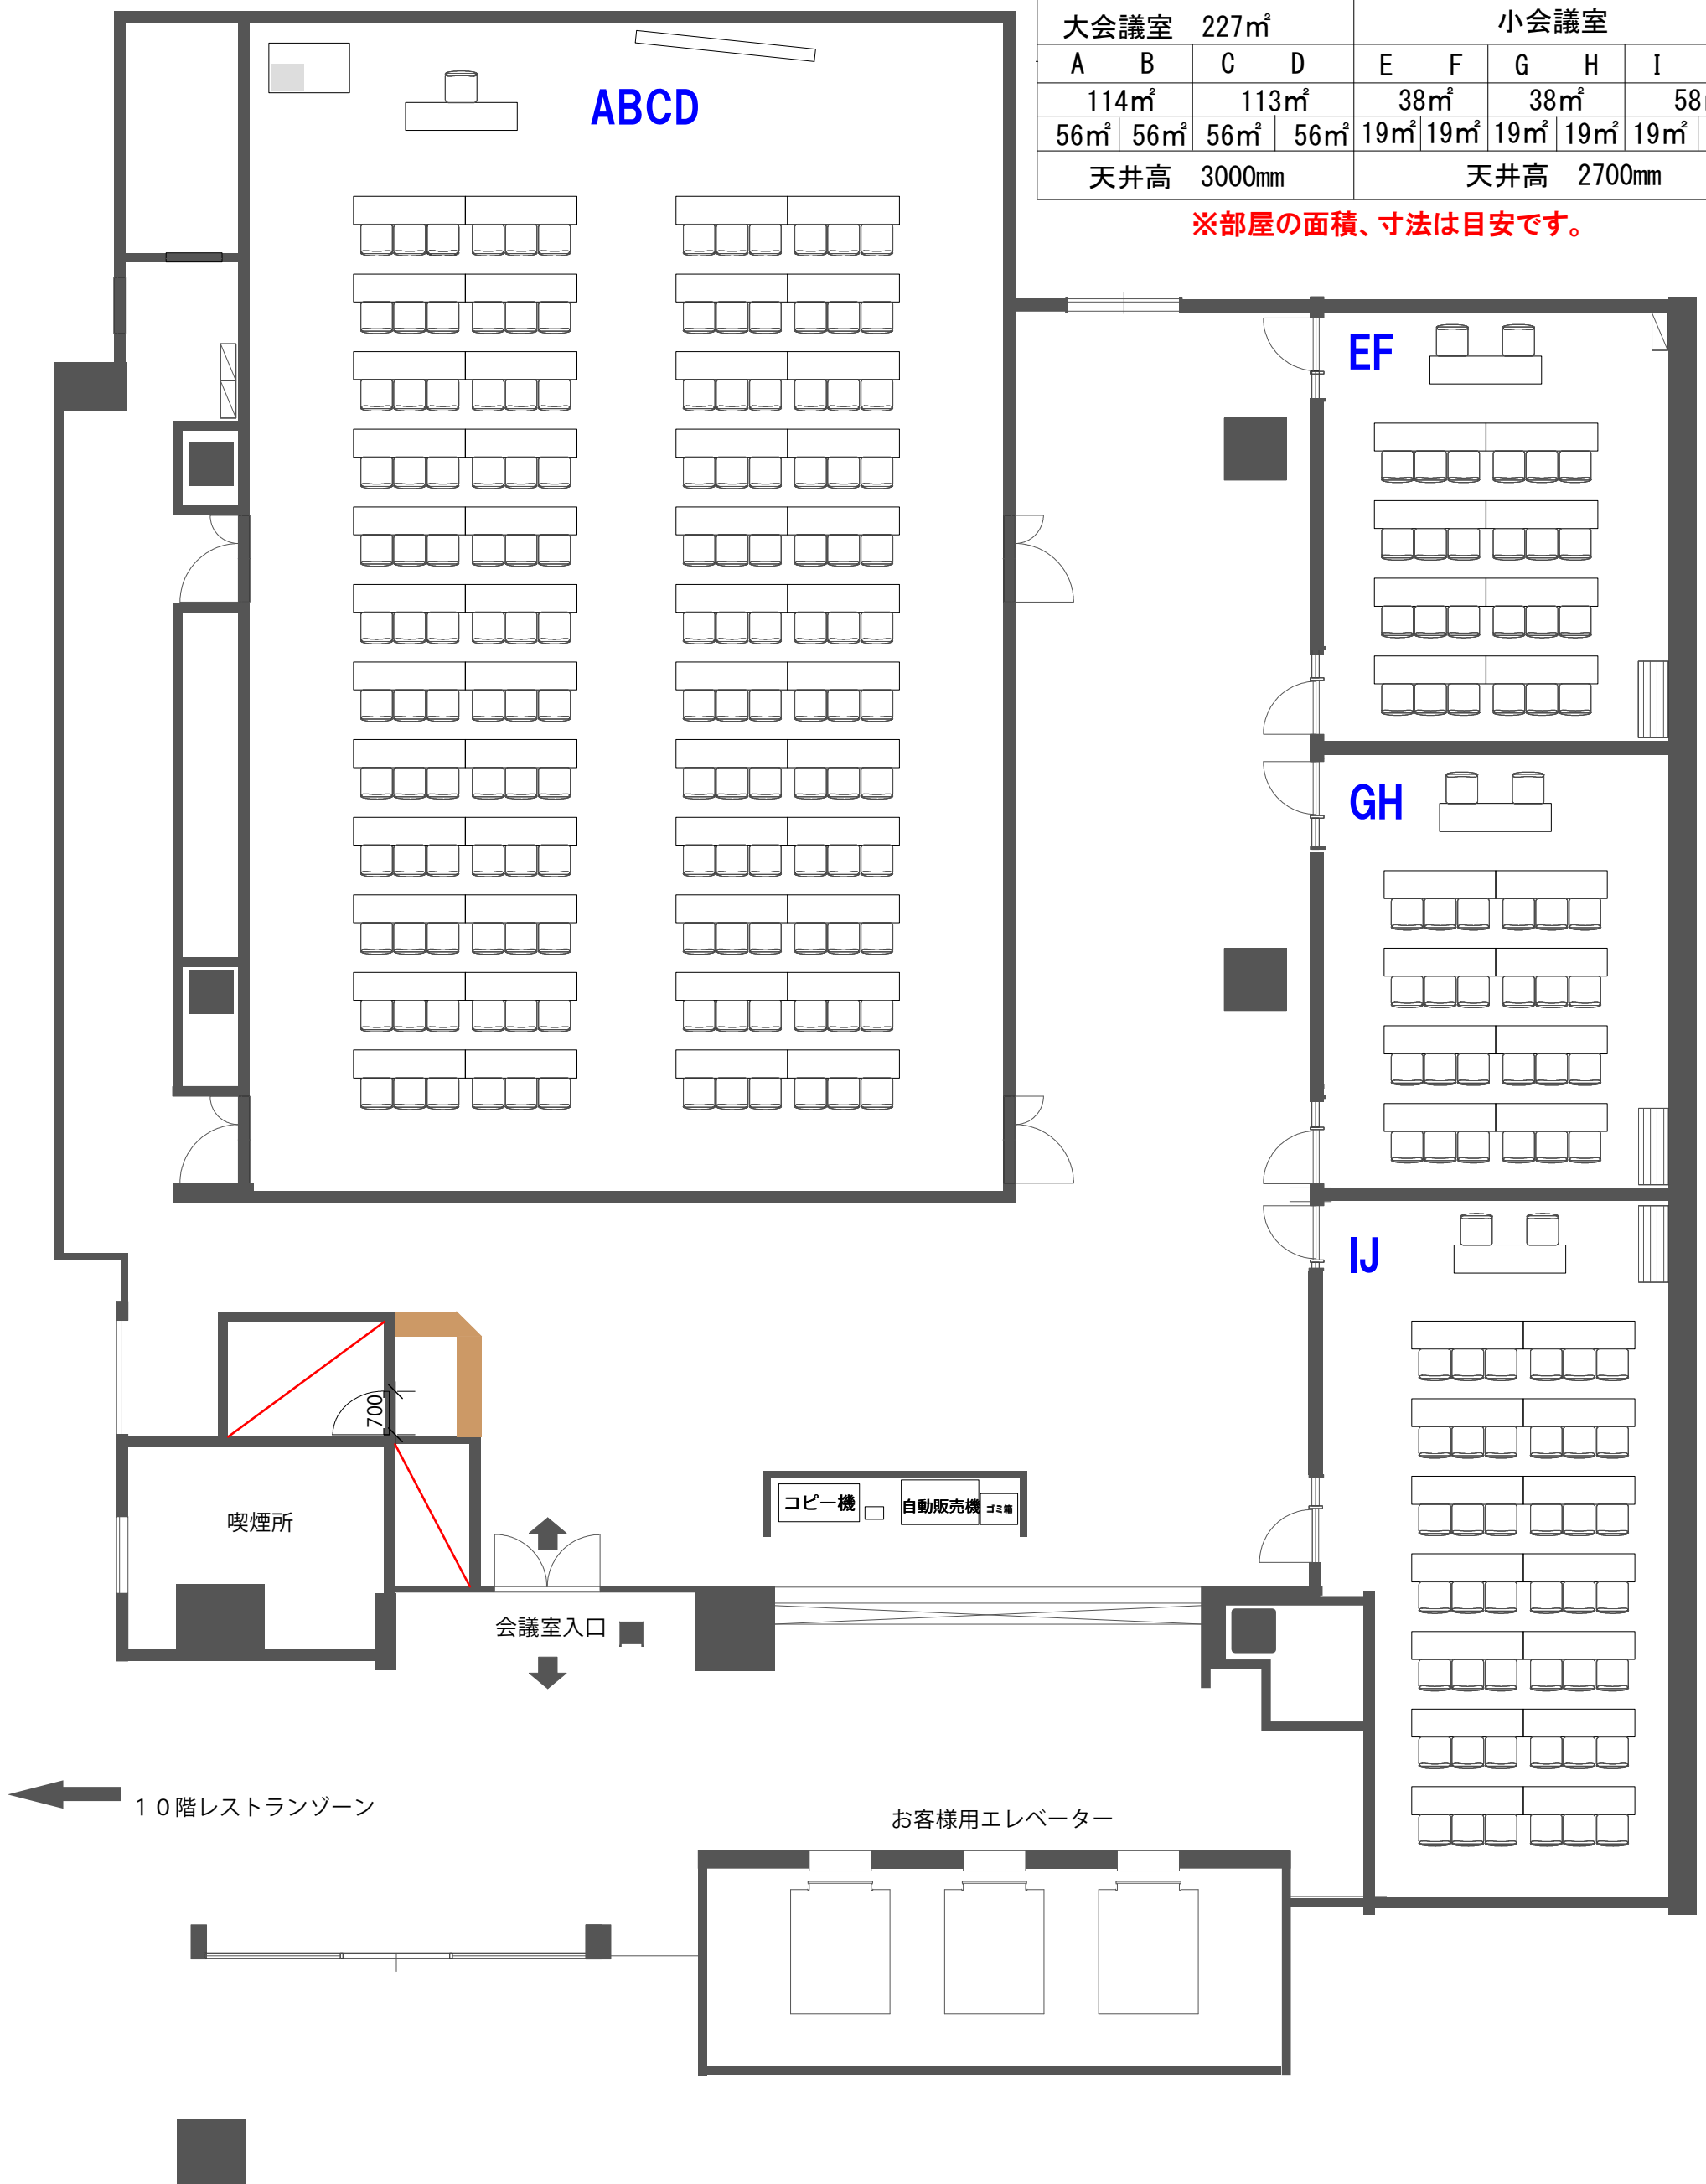 大会議室 227㎡ 小会議室
A B C D E F G H I
114㎡ 113㎡ 38㎡ 38㎡ 58
56㎡ 56㎡ 56㎡ 56㎡ 19㎡ 19㎡ 19㎡ 19㎡ 19㎡
天井高 3000mm 天井高 2700mm
※部屋の面積、寸法は目安です。
ABCD
EF
GH
IJ
700
コピー機
自動販売機
ゴミ箱
喫煙所
会議室入口
10階レストランゾーン
お客様用エレベーター